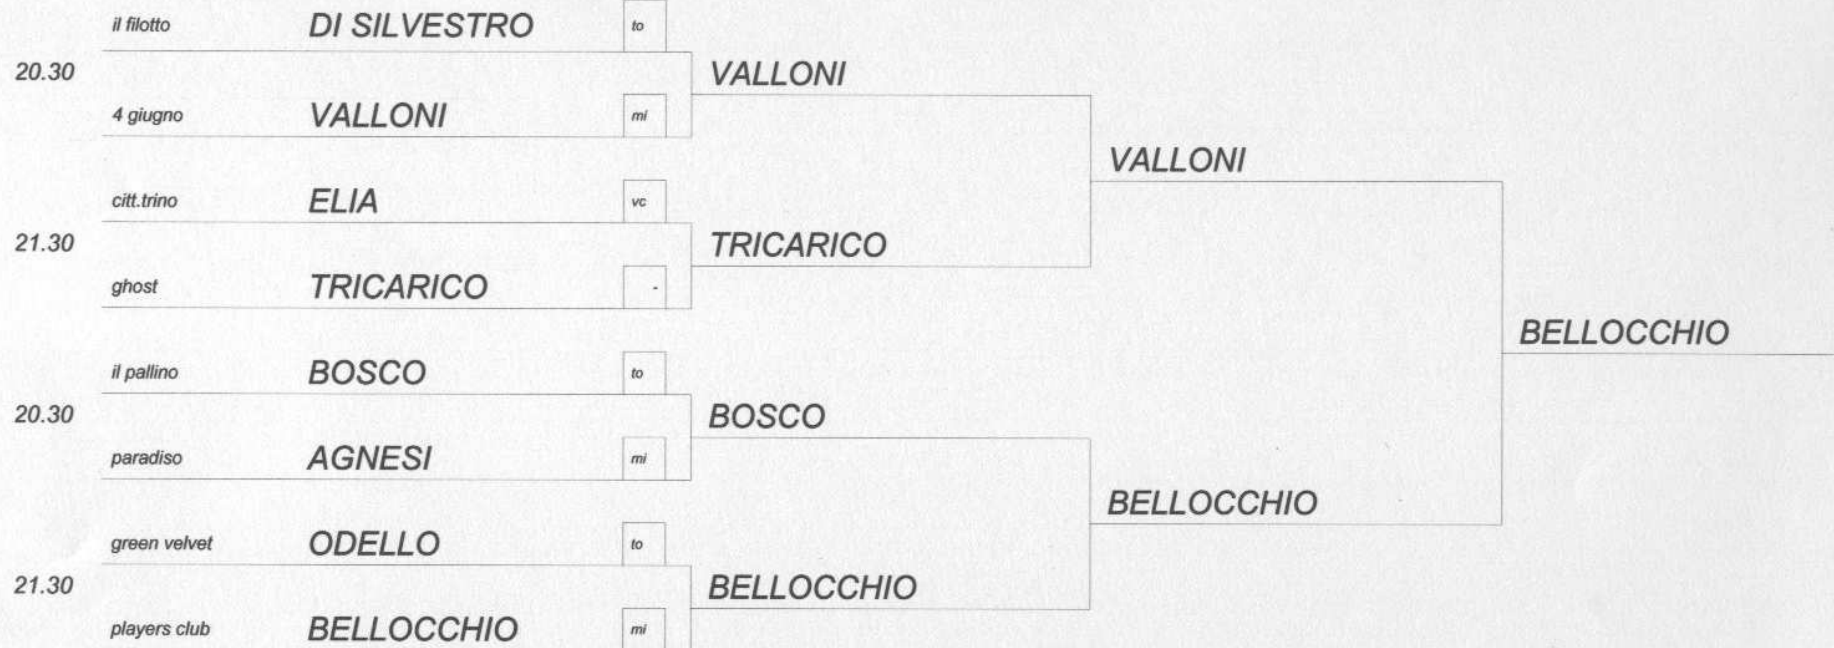 il filotto DI SILVESTRO to
20.30 VALLONI
4 giugno VALLONI mi
VALLONI
citt.trino ELIA vc
21.30 TRICARICO
ghost TRICARICO -
BELLOCCHIO
il pallino BOSCO to
20.30 BOSCO
paradiso AGNESI mi
BELLOCCHIO
green velvet ODELLO to
21.30 BELLOCCHIO
players club BELLOCCHIO mi